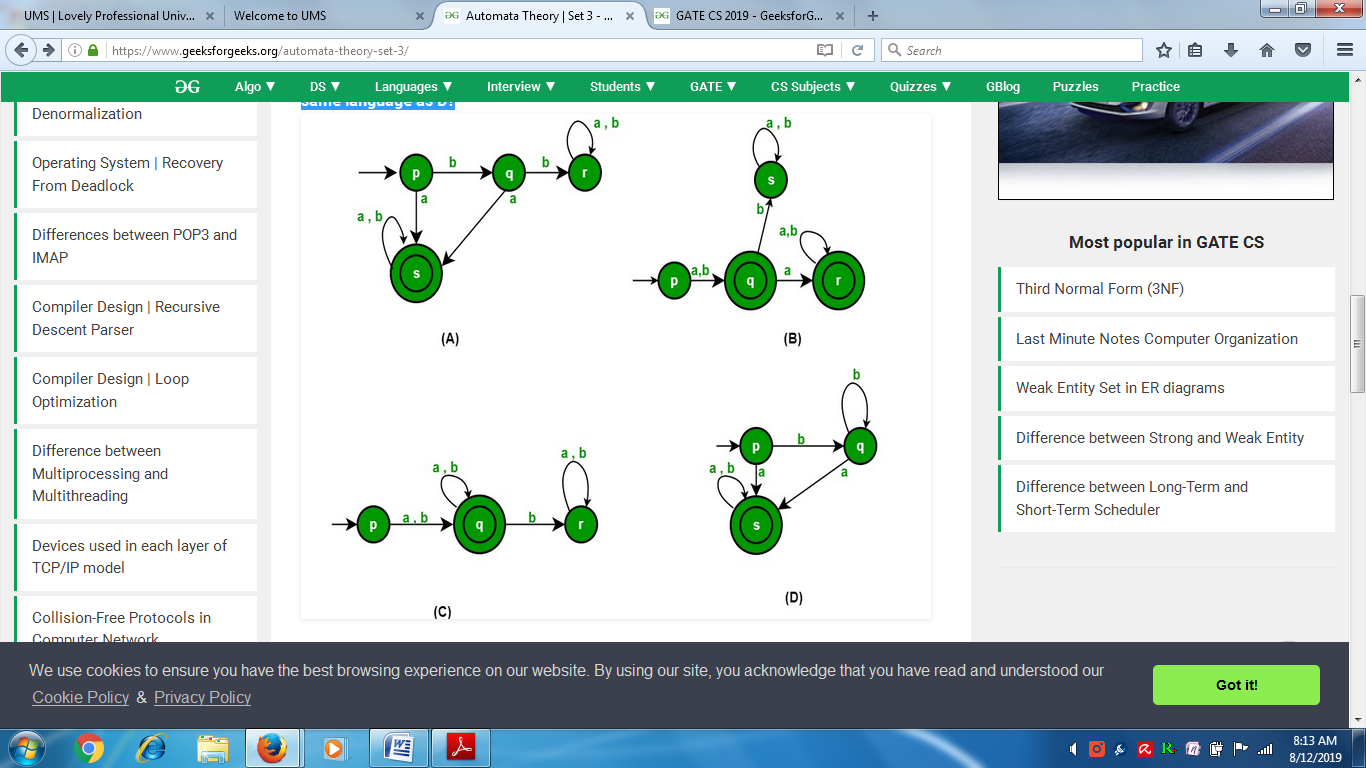 UMS | Lovely Professional Univ...
Welcome to UMS
Automata Theory | Set 3 - ...
GATE CS 2019 - GeeksforG...
https://www.geeksforgeeks.org/automata-theory-set-3/
Search
Algo ▼
DS ▼
Languages ▼
Interview ▼
Students ▼
GATE ▼
CS Subjects ▼
Quizzes ▼
GBlog
Puzzles
Practice
same language as D?
Denormalization
Operating System | Recovery
From Deadlock
Differences between POP3 and
IMAP
Compiler Design | Recursive
Descent Parser
Compiler Design | Loop
Optimization
Difference between
Multiprocessing and
Multithreading
Devices used in each layer of
TCP/IP model
Collision-Free Protocols in
Computer Network
a , b
p
b
q
b
r
a
a
a , b
s
(A)
a , b
s
b
a,b
p
a,b
q
a
r
(B)
a , b
a , b
p
a , b
q
b
r
(C)
b
p
b
q
a , b
a
a
s
(D)
Most popular in GATE CS
Third Normal Form (3NF)
Last Minute Notes Computer Organization
Weak Entity Set in ER diagrams
Difference between Strong and Weak Entity
Difference between Long-Term and
Short-Term Scheduler
We use cookies to ensure you have the best browsing experience on our website. By using our site, you acknowledge that you have read and understood our
Cookie Policy & Privacy Policy
Got it!
8:13 AM
8/12/2019